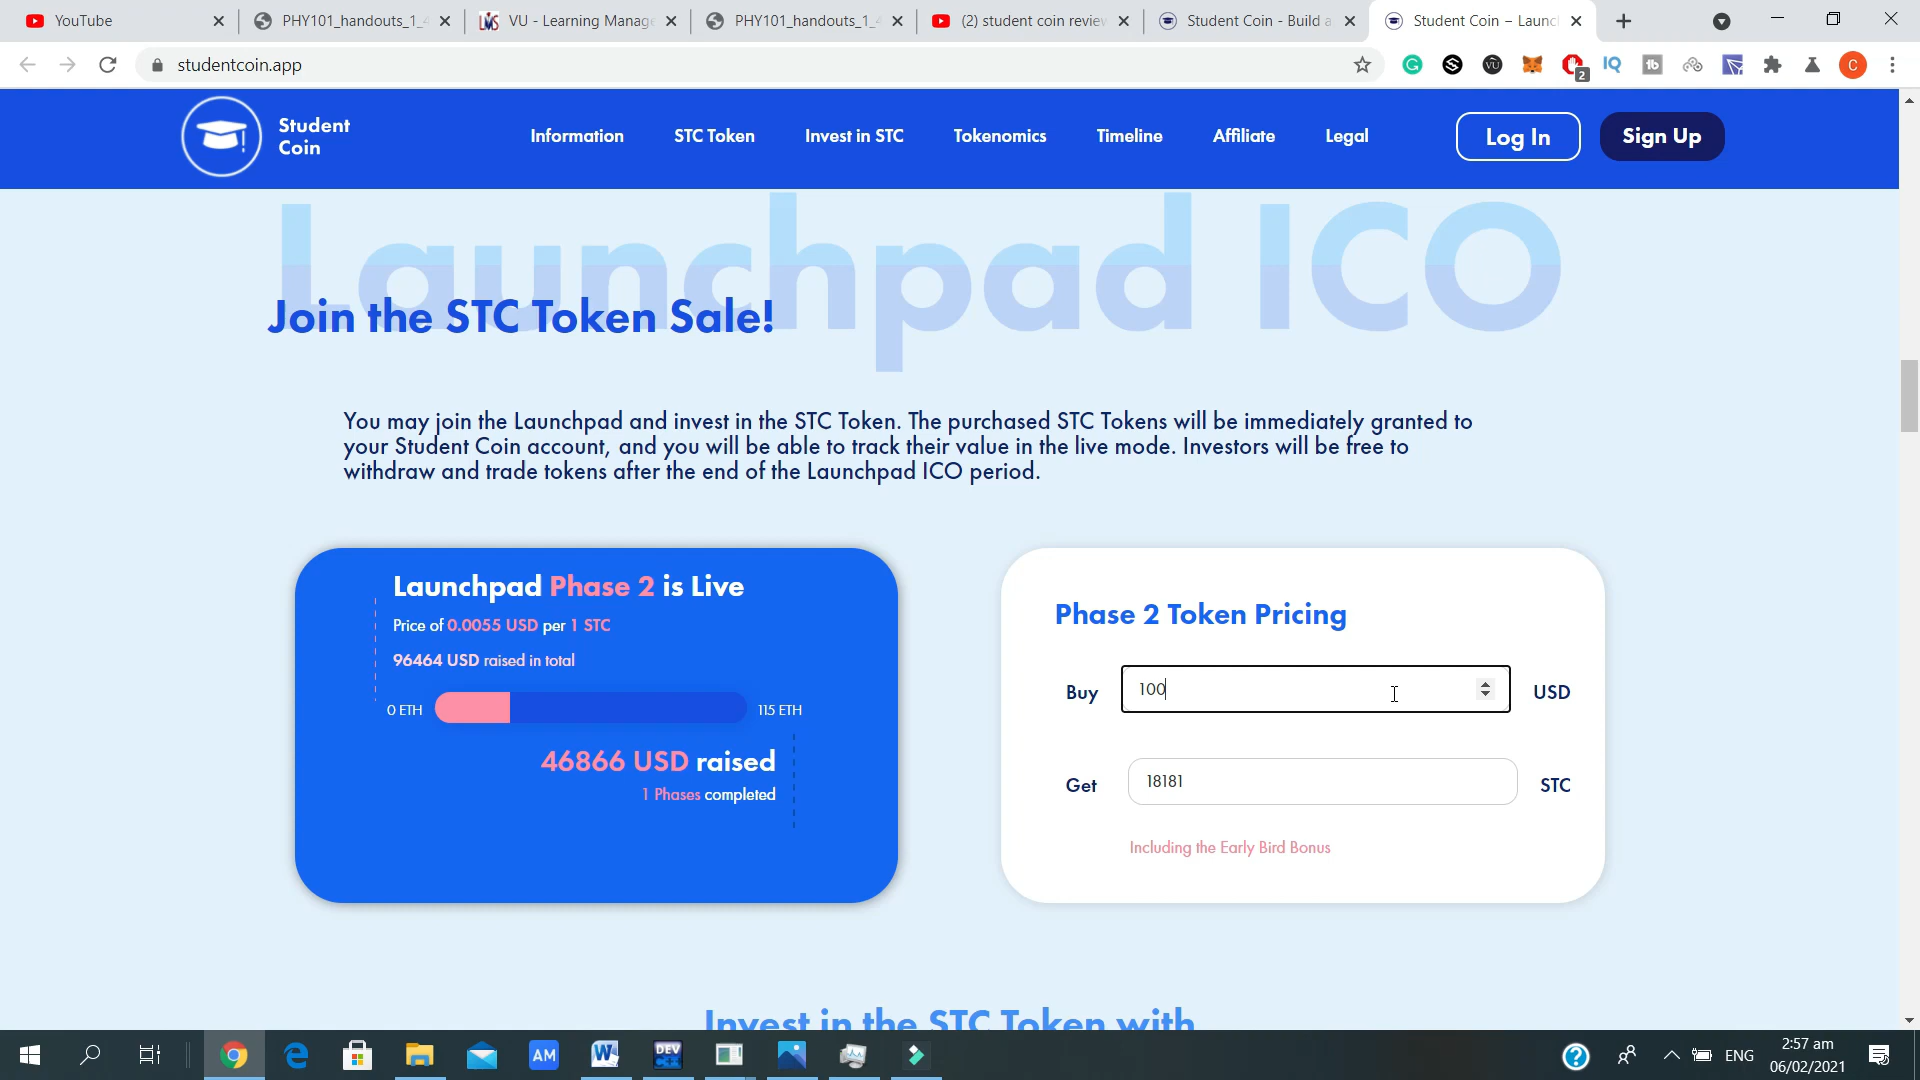 YouTube
PHY101_handouts_1_4
VU - Learning Manage
PHY101_handouts_1_4
(2) student coin review
Student Coin - Build a
Student Coin – Launc
studentcoin.app
2
C
Student
Coin
Information
STC Token
Invest in STC
Tokenomics
Timeline
Affiliate
Legal
Log In
Sign Up
Launchpad ICO
Join the STC Token Sale!
You may join the Launchpad and invest in the STC Token. The purchased STC Tokens will be immediately granted to
your Student Coin account, and you will be able to track their value in the live mode. Investors will be free to
withdraw and trade tokens after the end of the Launchpad ICO period.
Launchpad Phase 2 is Live
Price of 0.0055 USD per 1 STC
96464 USD raised in total
0 ETH
115 ETH
46866 USD raised
1 Phases completed
Phase 2 Token Pricing
Buy
100
USD
Get
18181
STC
Including the Early Bird Bonus
Invest in the STC Token with
AM
DEV
ENG
2:57 am
06/02/2021